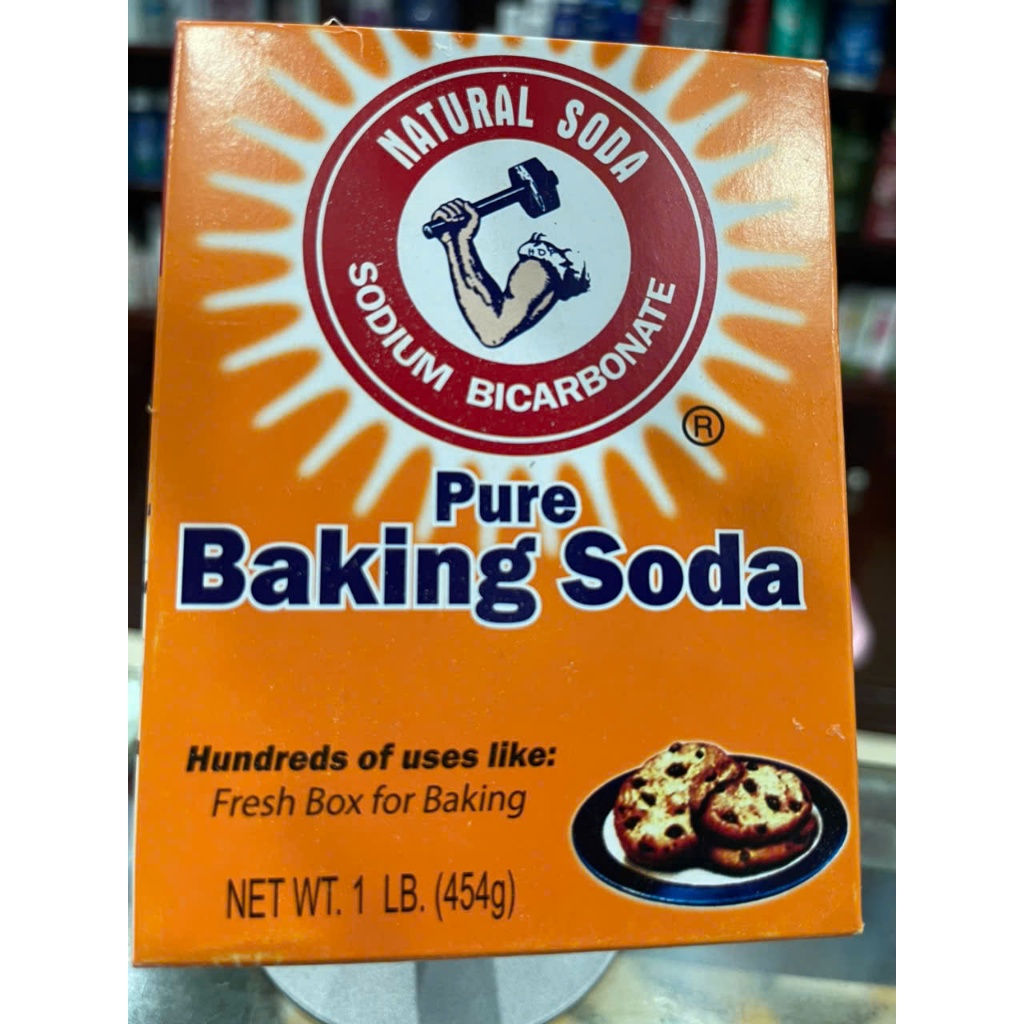 NATURAL SODA
SODIUM BICARBONATE
®
Pure
Baking Soda
Hundreds of uses like:
Fresh Box for Baking
NET WT. 1 LB. (454g)